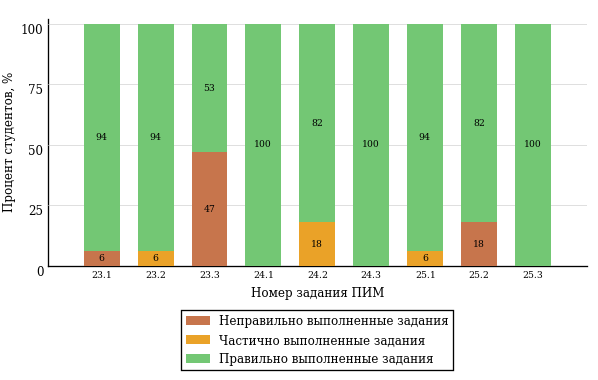 100
75
50
25
0
Процент студентов, %
94 94 53 100 82 100 94 82 100
6 6 47 18 6 18
23.1 23.2 23.3 24.1 24.2 24.3 25.1 25.2 25.3
Номер задания ПИМ
Неправильно выполненные задания
Частично выполненные задания
Правильно выполненные задания